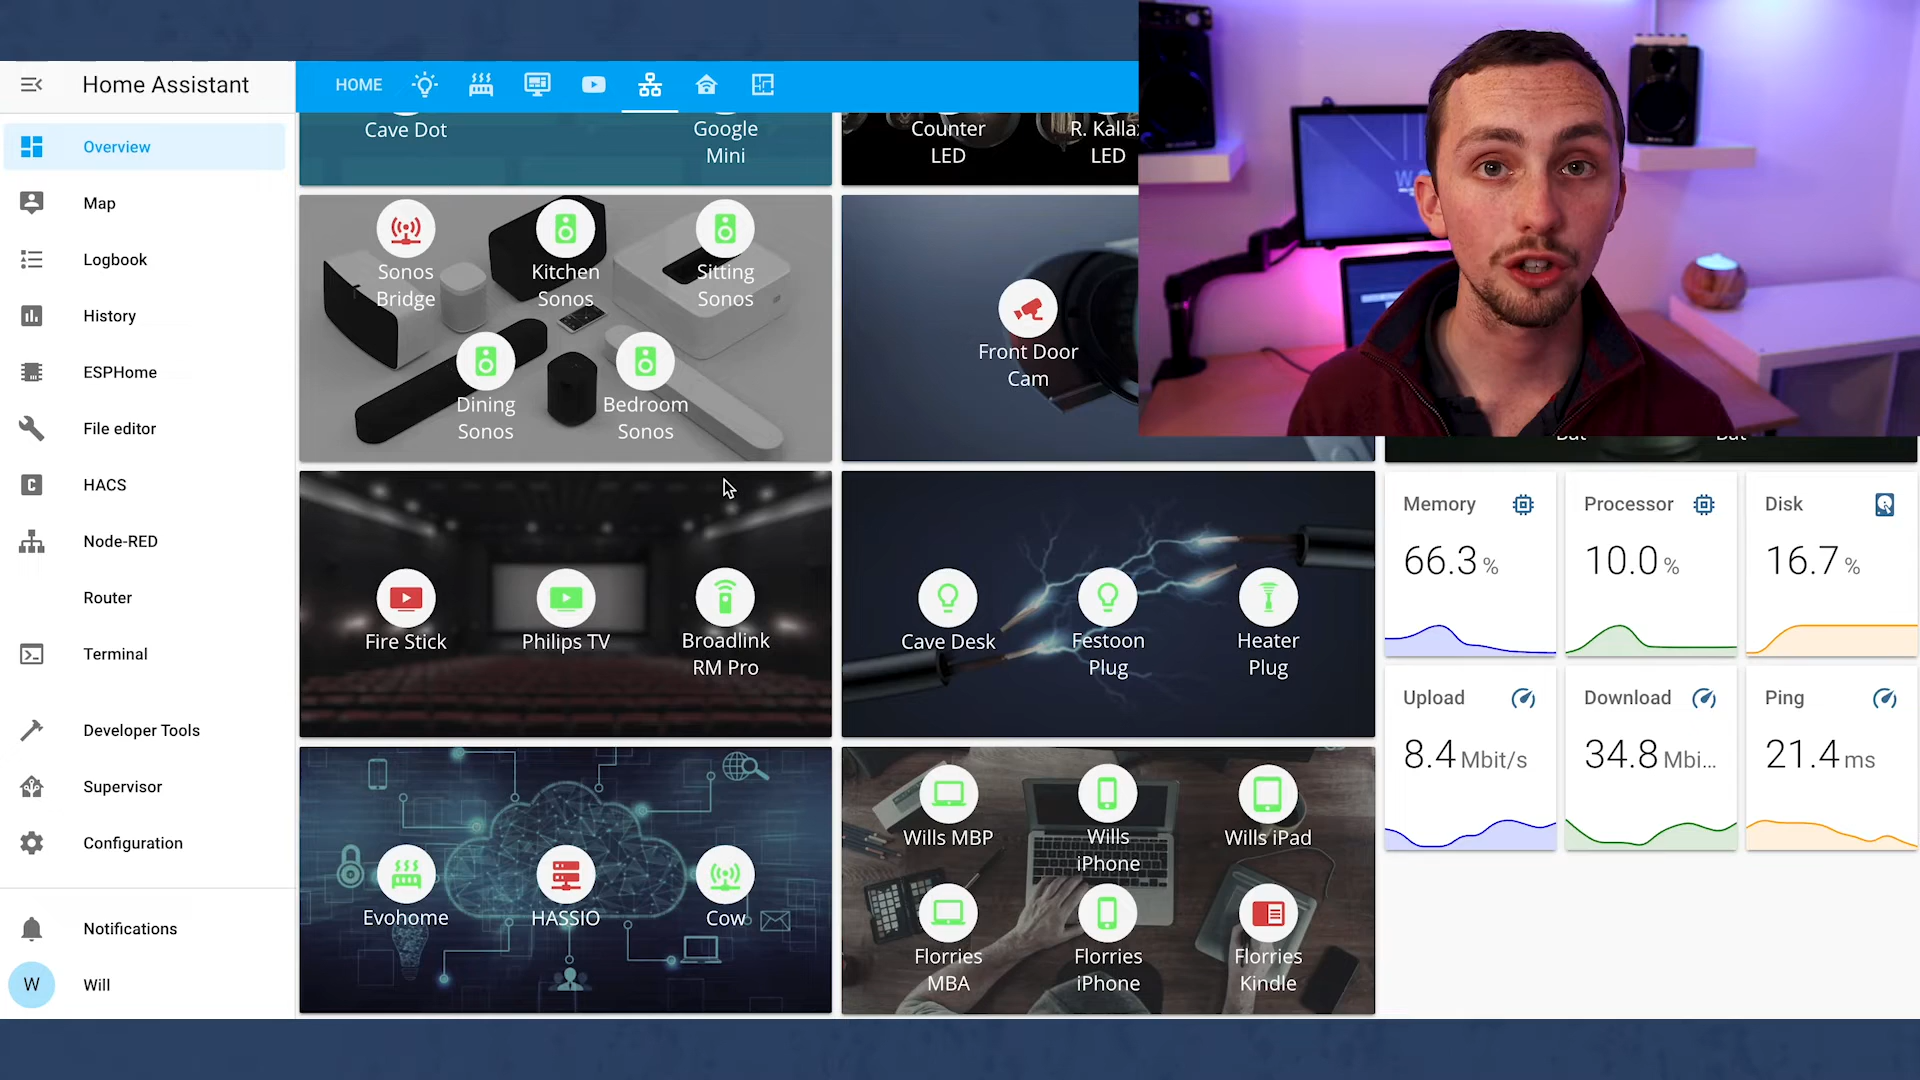 Home Assistant
HOME
Overview
Map
Logbook
History
ESPHome
File editor
HACS
Node-RED
Router
Terminal
Developer Tools
Supervisor
Configuration
Notifications
W
Will
Cave Dot
Google
Mini
Counter
LED
R. Kalla
LED
Sonos
Bridge
Kitchen
Sonos
Sitting
Sonos
Dining
Sonos
Bedroom
Sonos
Front Door
Cam
Fire Stick
Philips TV
Broadlink
RM Pro
Cave Desk
Festoon
Plug
Heater
Plug
Evohome
HASSIO
Cow
Wills MBP
Wills
iPhone
Wills iPad
Florries
MBA
Florries
iPhone
Florries
Kindle
Memory
66.3 %
Processor
10.0 %
Disk
16.7 %
Upload
8.4 Mbit/s
Download
34.8 Mbi...
Ping
21.4 ms